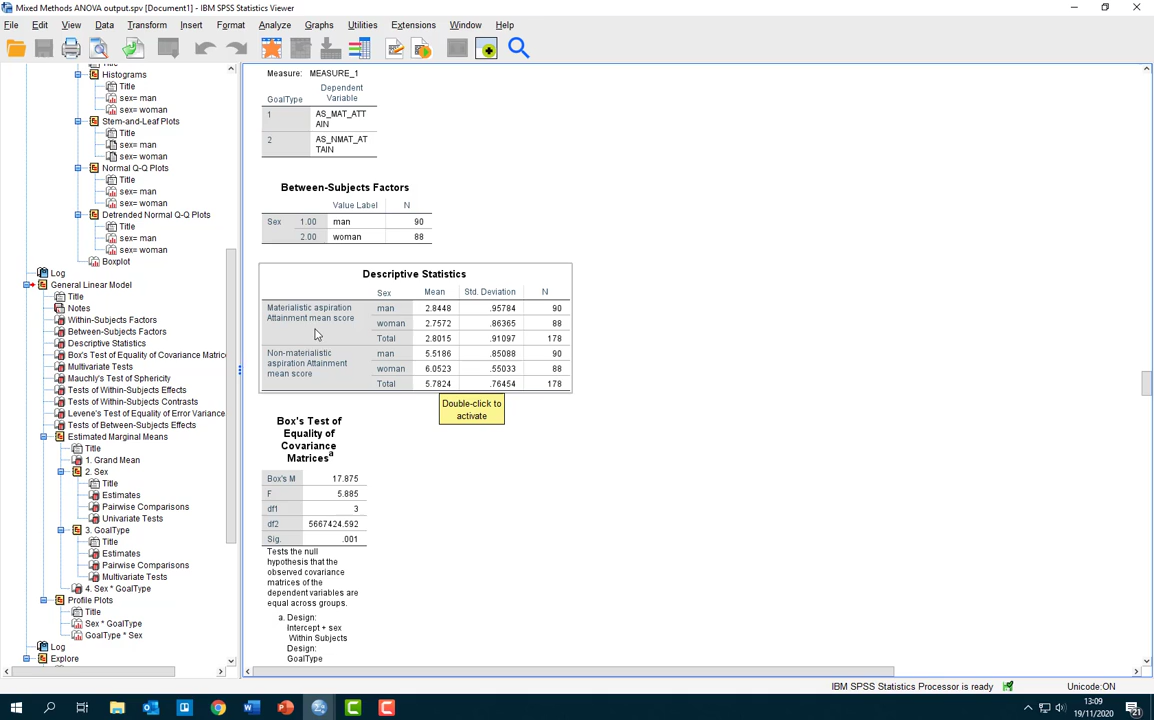 Mixed Methods ANOVA output.spv [Document1] - IBM SPSS Statistics Viewer
File Edit View Data Transform Insert Format Analyze Graphs Utilities Extensions Window Help
Histograms
Title
sex= man
sex= woman
Stem-and-Leaf Plots
Title
sex= man
sex= woman
Normal Q-Q Plots
Title
sex= man
sex= woman
Detrended Normal Q-Q Plots
Title
sex= man
sex= woman
Boxplot
Log
General Linear Model
Title
Notes
Within-Subjects Factors
Between-Subjects Factors
Descriptive Statistics
Box's Test of Equality of Covariance Matrice
Multivariate Tests
Mauchly's Test of Sphericity
Tests of Within-Subjects Effects
Tests of Within-Subjects Contrasts
Levene's Test of Equality of Error Variance
Tests of Between-Subjects Effects
Estimated Marginal Means
Title
1. Grand Mean
2. Sex
Title
Estimates
Pairwise Comparisons
Univariate Tests
3. GoalType
Title
Estimates
Pairwise Comparisons
Multivariate Tests
4. Sex * GoalType
Profile Plots
Title
Sex * GoalType
GoalType * Sex
Log
Explore
Measure: MEASURE_1
Dependent
GoalType Variable
1 AS_MAT_ATT
AIN
2 AS_NMAT_AT
TAIN
Between-Subjects Factors
Value Label N
Sex 1.00 man 90
2.00 woman 88
Descriptive Statistics
Sex Mean Std. Deviation N
Materialistic aspiration man 2.8448 .95784 90
Attainment mean score woman 2.7572 .86365 88
Total 2.8015 .91097 178
Non-materialistic man 5.5186 .85088 90
aspiration Attainment woman 6.0523 .55033 88
mean score Total 5.7824 .76454 178
Double-click to
activate
Box's Test of
Equality of
Covariance
Matricesa
Box's M 17.875
F 5.885
df1 3
df2 5667424.592
Sig. .001
Tests the null
hypothesis that the
observed covariance
matrices of the
dependent variables are
equal across groups.
a. Design:
Intercept + sex
Within Subjects
Design:
GoalType
IBM SPSS Statistics Processor is ready Unicode:ON
13:09
19/11/2020
21